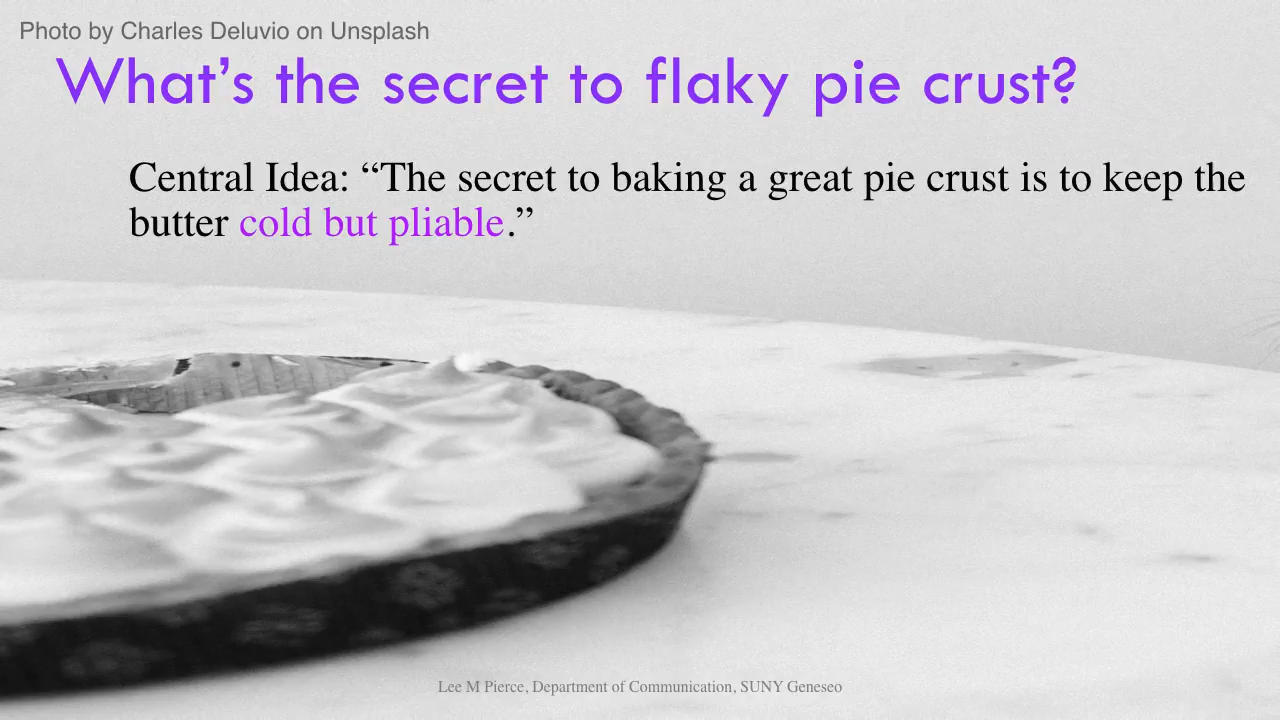 Photo by Charles Deluvio on Unsplash
What’s the secret to flaky pie crust?
Central Idea: “The secret to baking a great pie crust is to keep the
butter cold but pliable.”
Lee M Pierce, Department of Communication, SUNY Geneseo